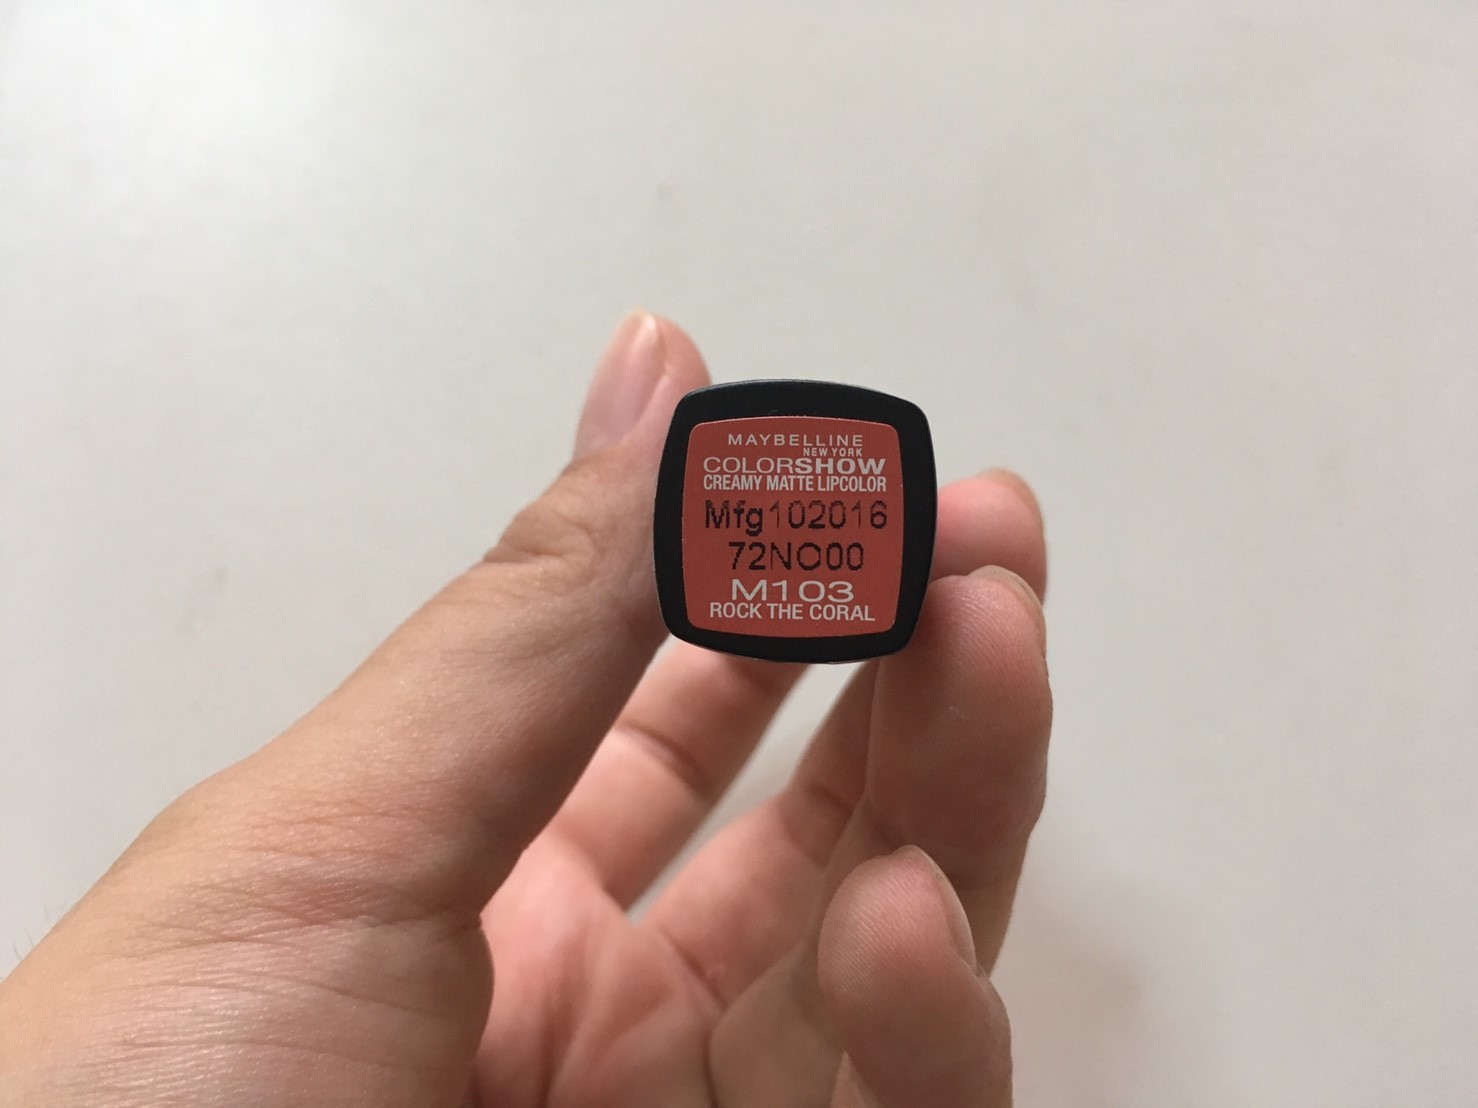 MAYBELLINE
NEW YORK
COLORSHOW
CREAMY MATTE LIPCOLOR
Mfg102016
72NO00
M103
ROCK THE CORAL